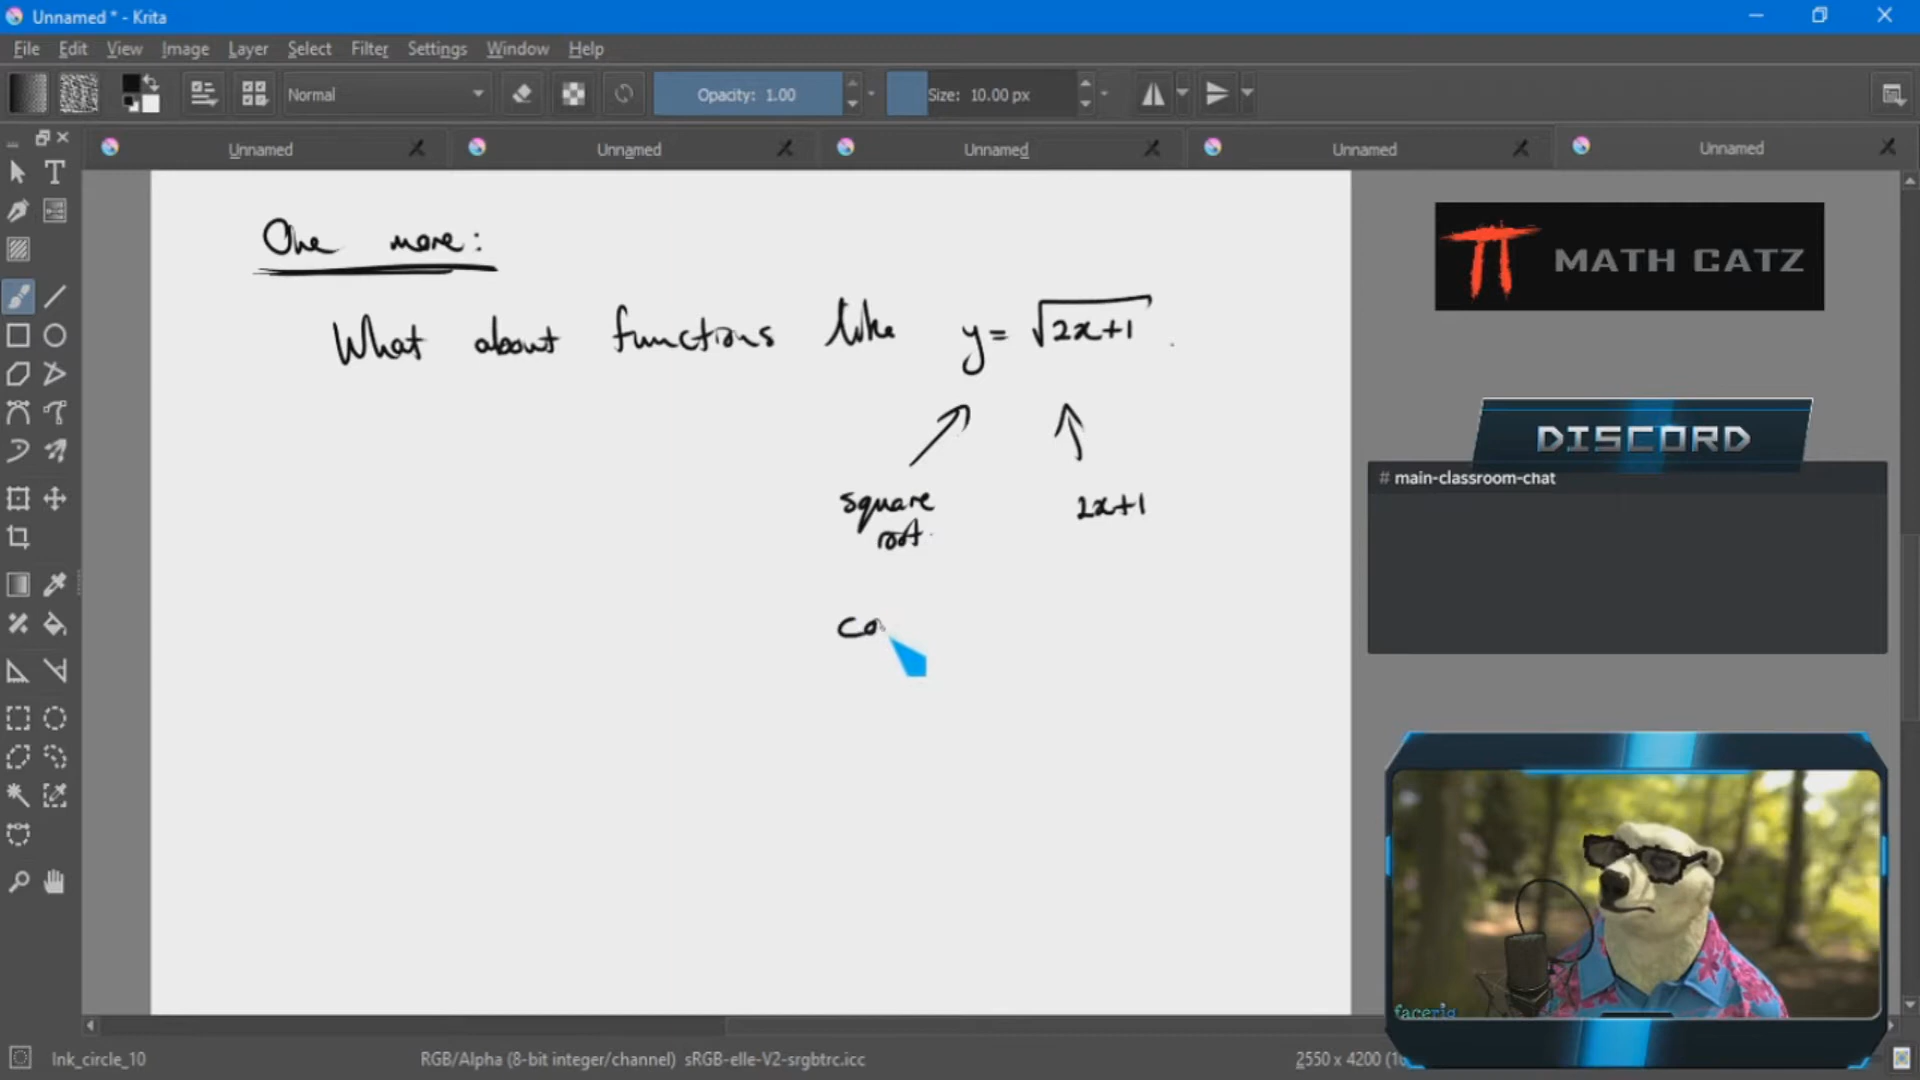 Unnamed * - Krita
File Edit View Image Layer Select Filter Settings Window Help
Normal Opacity: 1.00 Size: 10.00 px
Unnamed Unnamed Unnamed Unnamed Unnamed
One more:
What about functions like y = √2x+1 .
square
root.
2x+1
co
MATH CATZ
DISCORD
# main-classroom-chat
facerig
Ink_circle_10 RGB/Alpha (8-bit integer/channel) sRGB-elle-V2-srgbtrc.icc 2550 x 4200